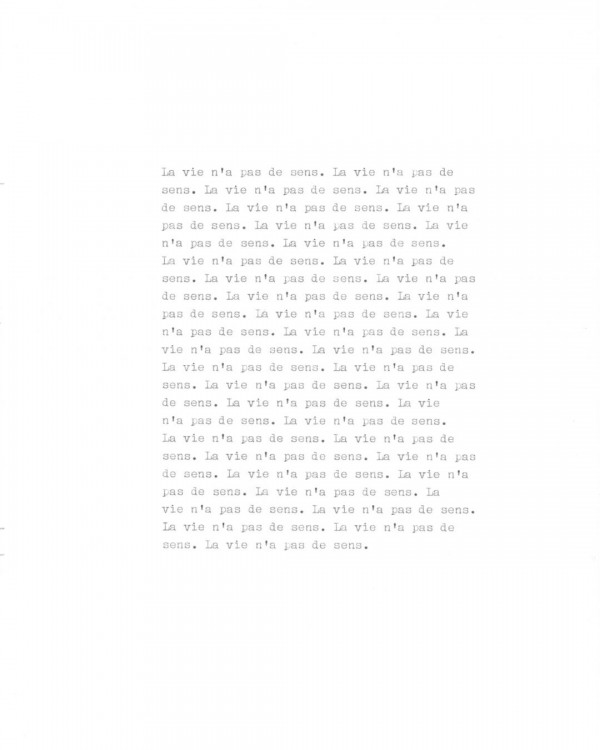 La vie n'a pas de sens. La vie n'a pas de
sens. La vie n'a pas de sens. La vie n'a pas
de sens. La vie n'a pas de sens. La vie n'a
pas de sens. La vie n'a pas de sens. La vie
n'a pas de sens. La vie n'a pas de sens.
La vie n'a pas de sens. La vie n'a pas de
sens. La vie n'a pas de sens. La vie n'a pas
de sens. La vie n'a pas de sens. La vie n'a
pas de sens. La vie n'a pas de sens. La vie
n'a pas de sens. La vie n'a pas de sens. La
vie n'a pas de sens. La vie n'a pas de sens.
La vie n'a pas de sens. La vie n'a pas de
sens. La vie n'a pas de sens. La vie n'a pas
de sens. La vie n'a pas de sens. La vie
n'a pas de sens. La vie n'a pas de sens.
La vie n'a pas de sens. La vie n'a pas de
sens. La vie n'a pas de sens. La vie n'a pas
de sens. La vie n'a pas de sens. La vie n'a
pas de sens. La vie n'a pas de sens. La
vie n'a pas de sens. La vie n'a pas de sens.
La vie n'a pas de sens. La vie n'a pas de
sens. La vie n'a pas de sens.